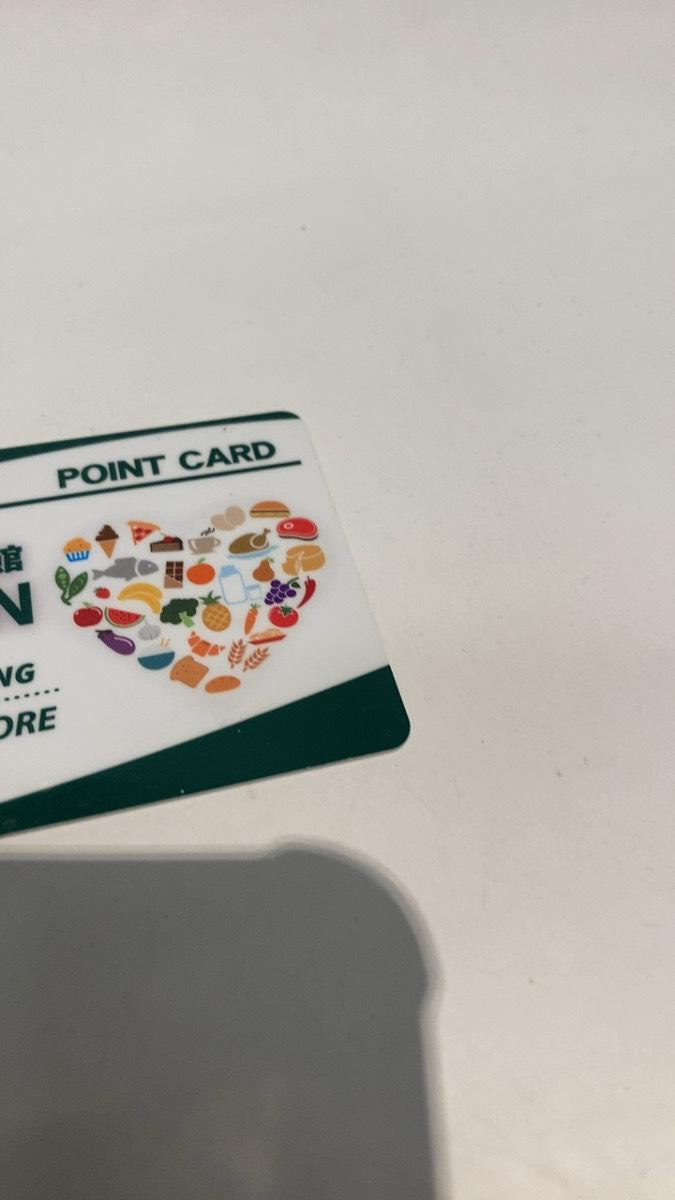 POINT CARD
館
N
NG
ORE